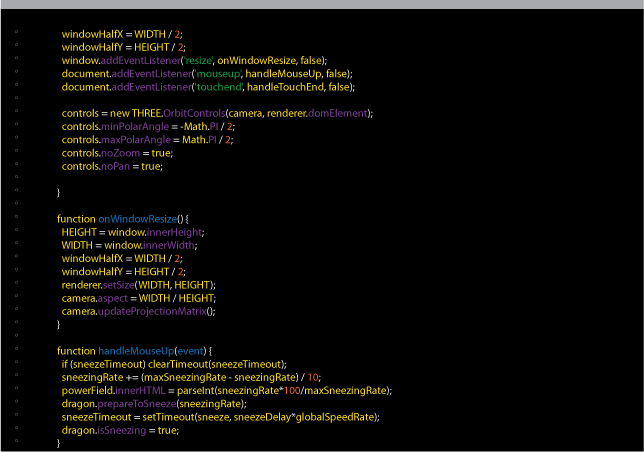 windowHalfX = WIDTH / 2;
windowHalfY = HEIGHT / 2;
window.addEventListener('resize', onWindowResize, false);
document.addEventListener('mouseup', handleMouseUp, false);
document.addEventListener('touchend', handleTouchEnd, false);
controls = new THREE.OrbitControls(camera, renderer.domElement);
controls.minPolarAngle = -Math.PI / 2;
controls.maxPolarAngle = Math.PI / 2;
controls.noZoom = true;
controls.noPan = true;
}
function onWindowResize() {
HEIGHT = window.innerHeight;
WIDTH = window.innerWidth;
windowHalfX = WIDTH / 2;
windowHalfY = HEIGHT / 2;
renderer.setSize(WIDTH, HEIGHT);
camera.aspect = WIDTH / HEIGHT;
camera.updateProjectionMatrix();
}
function handleMouseUp(event) {
if (sneezeTimeout) clearTimeout(sneezeTimeout);
sneezingRate += (maxSneezingRate - sneezingRate) / 10;
powerField.innerHTML = parseInt(sneezingRate*100/maxSneezingRate);
dragon.prepareToSneeze(sneezingRate);
sneezeTimeout = setTimeout(sneeze, sneezeDelay*globalSpeedRate);
dragon.isSneezing = true;
}